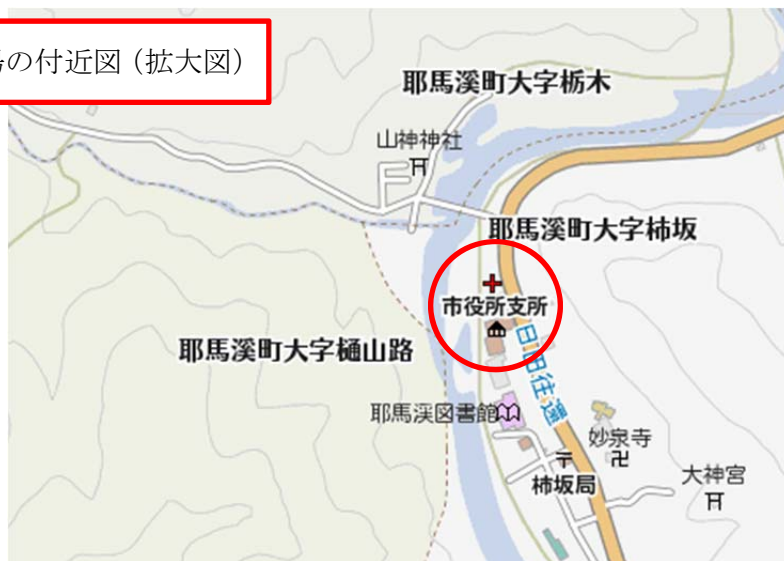 の付近図（拡大図）
耶馬溪町大字栃木
山神神社
耶馬溪町大字柿坂
市役所支所
耶馬溪町大字樋山路
日田往還
耶馬渓図書館
妙泉寺
柿坂局
大神宮